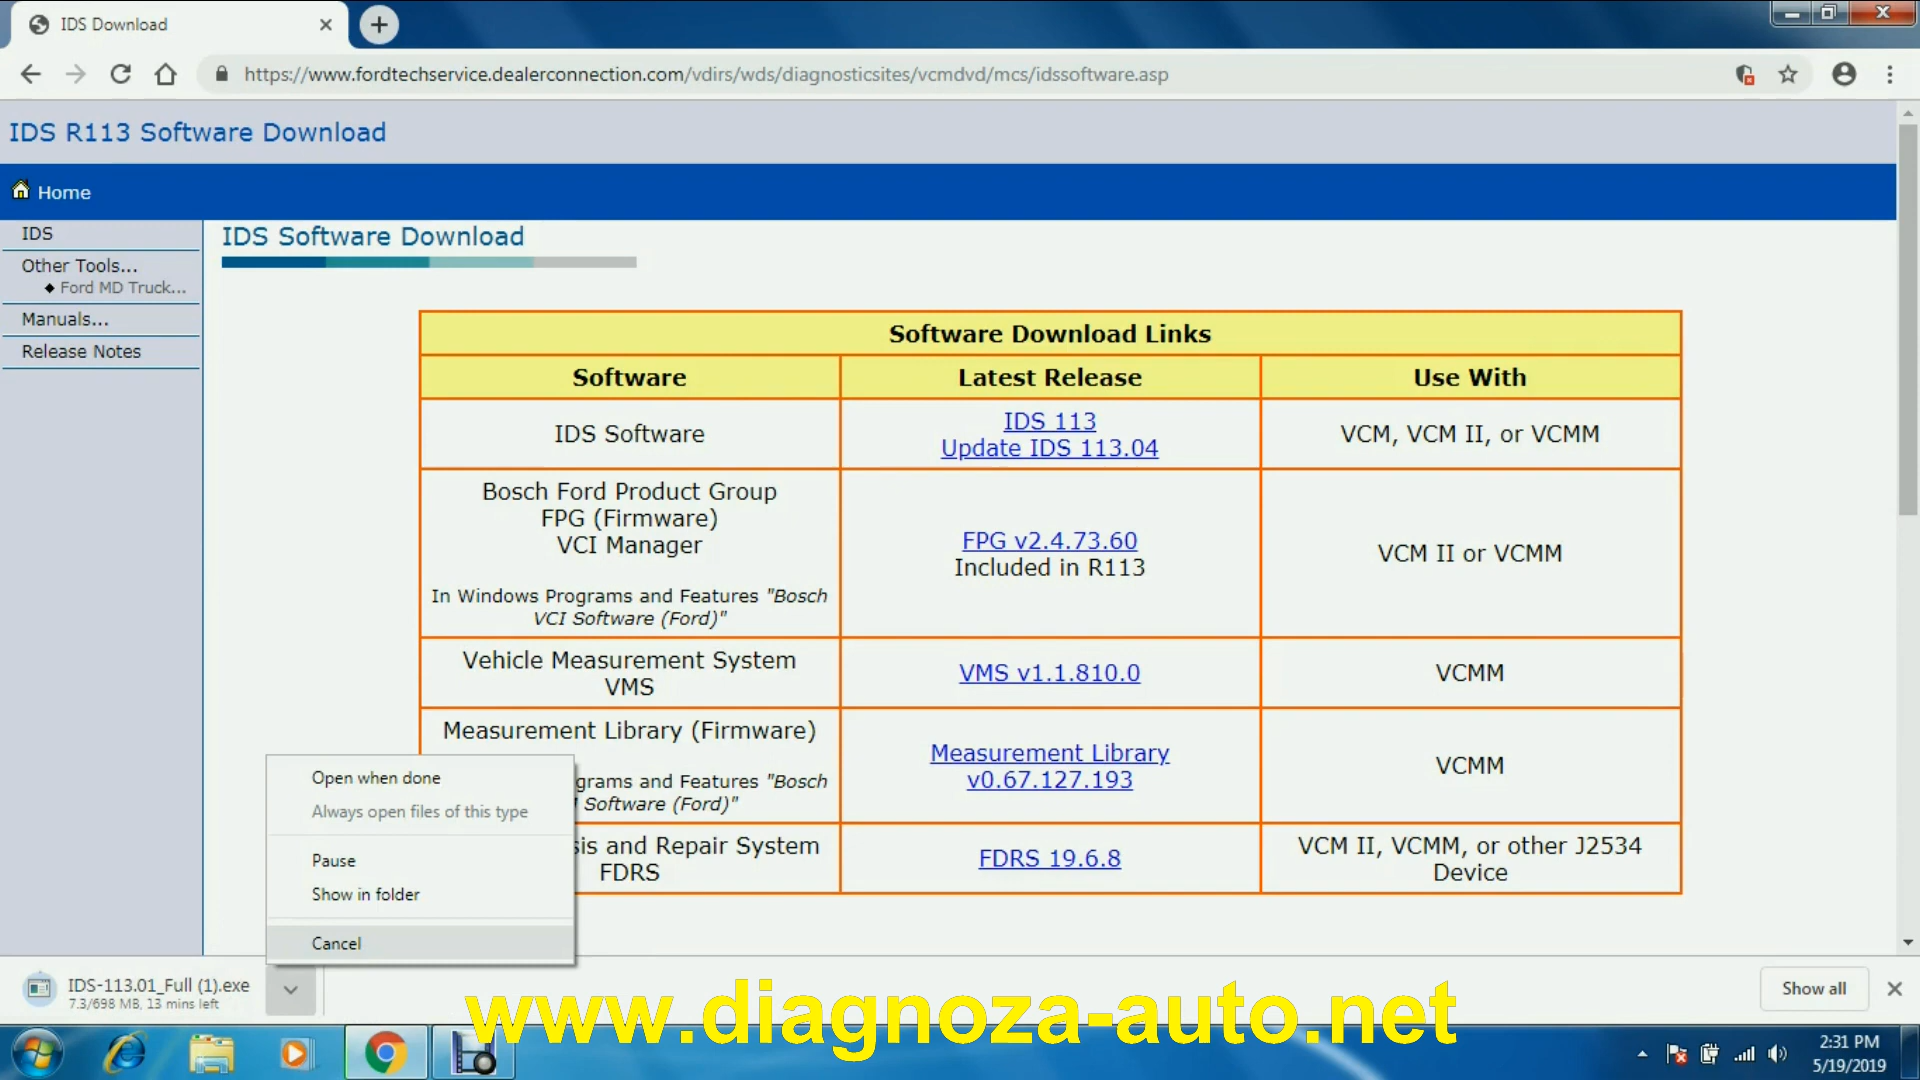 IDS Download
https://www.fordtechservice.dealerconnection.com/vdirs/wds/diagnosticsites/vcmdvd/mcs/idssoftware.asp
IDS R113 Software Download
Home
IDS
Other Tools...
Ford MD Truck...
Manuals...
Release Notes
IDS Software Download
Software Download Links
Software
Latest Release
Use With
IDS Software
IDS 113
Update IDS 113.04
VCM, VCM II, or VCMM
Bosch Ford Product Group
FPG (Firmware)
VCI Manager
In Windows Programs and Features "Bosch
VCI Software (Ford)"
FPG v2.4.73.60
Included in R113
VCM II or VCMM
Vehicle Measurement System
VMS
VMS v1.1.810.0
VCMM
Measurement Library (Firmware)
grams and Features "Bosch
I Software (Ford)"
Measurement Library
v0.67.127.193
VCMM
sis and Repair System
FDRS
FDRS 19.6.8
VCM II, VCMM, or other J2534
Device
Open when done
Always open files of this type
Pause
Show in folder
Cancel
IDS-113.01_Full (1).exe
7.3/698 MB, 13 mins left
Show all
www.diagnoza-auto.net
2:31 PM
5/19/2019